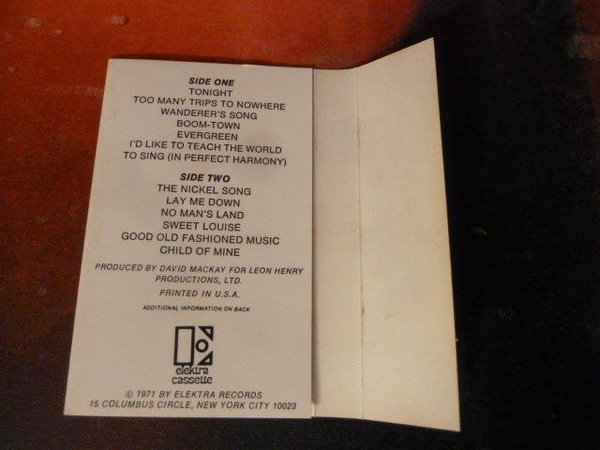 SIDE ONE
TONIGHT
TOO MANY TRIPS TO NOWHERE
WANDERER'S SONG
BOOM-TOWN
EVERGREEN
I'D LIKE TO TEACH THE WORLD
TO SING (IN PERFECT HARMONY)
SIDE TWO
THE NICKEL SONG
LAY ME DOWN
NO MAN'S LAND
SWEET LOUISE
GOOD OLD FASHIONED MUSIC
CHILD OF MINE
PRODUCED BY DAVID MACKAY FOR LEON HENRY
PRODUCTIONS, LTD.
PRINTED IN U.S.A.
ADDITIONAL INFORMATION ON BACK
elektra
cassette
© 1971 BY ELEKTRA RECORDS
15 COLUMBUS CIRCLE, NEW YORK CITY 10023